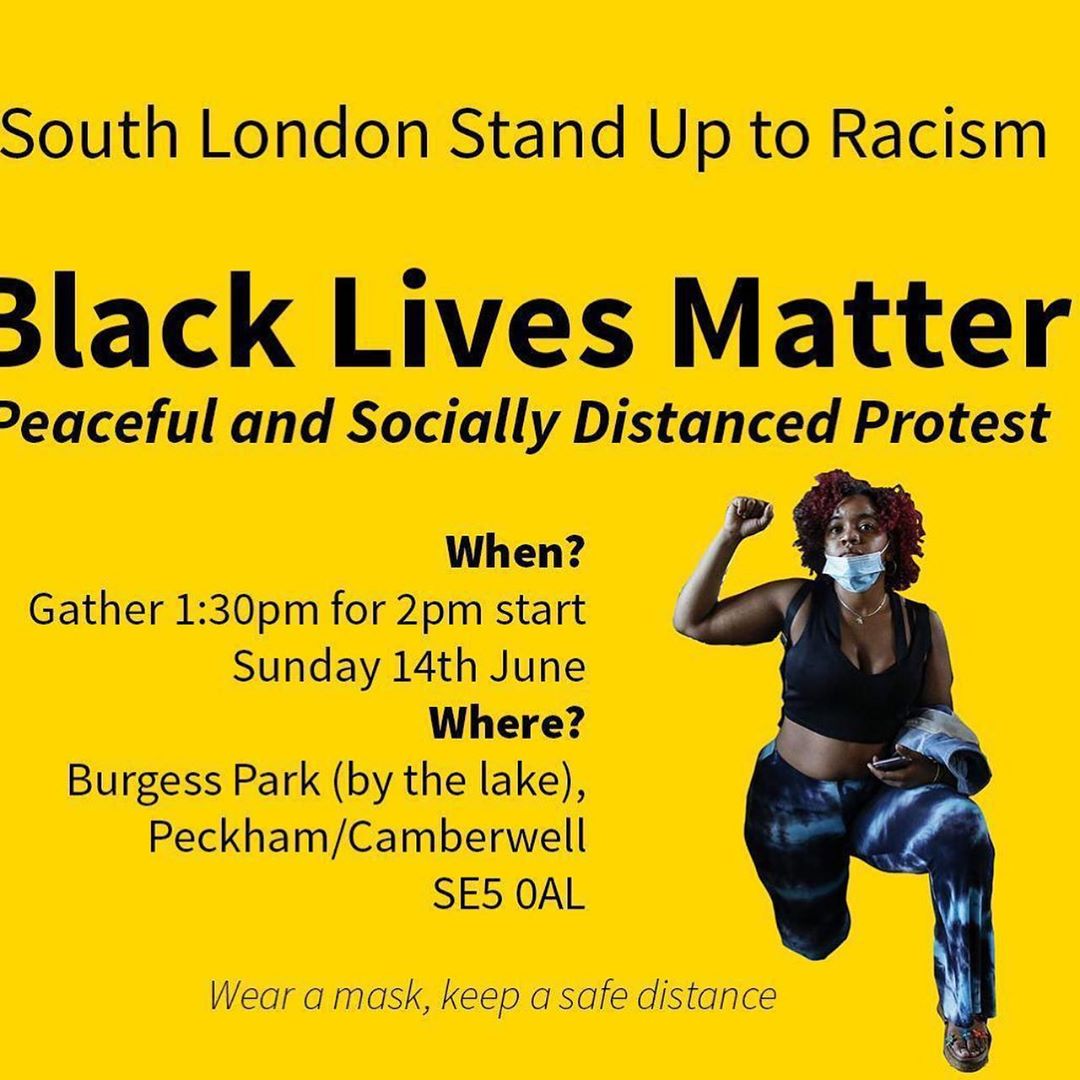 South London Stand Up to Racism
Black Lives Matter
Peaceful and Socially Distanced Protest
When?
Gather 1:30pm for 2pm start
Sunday 14th June
Where?
Burgess Park (by the lake),
Peckham/Camberwell
SE5 0AL
Wear a mask, keep a safe distance